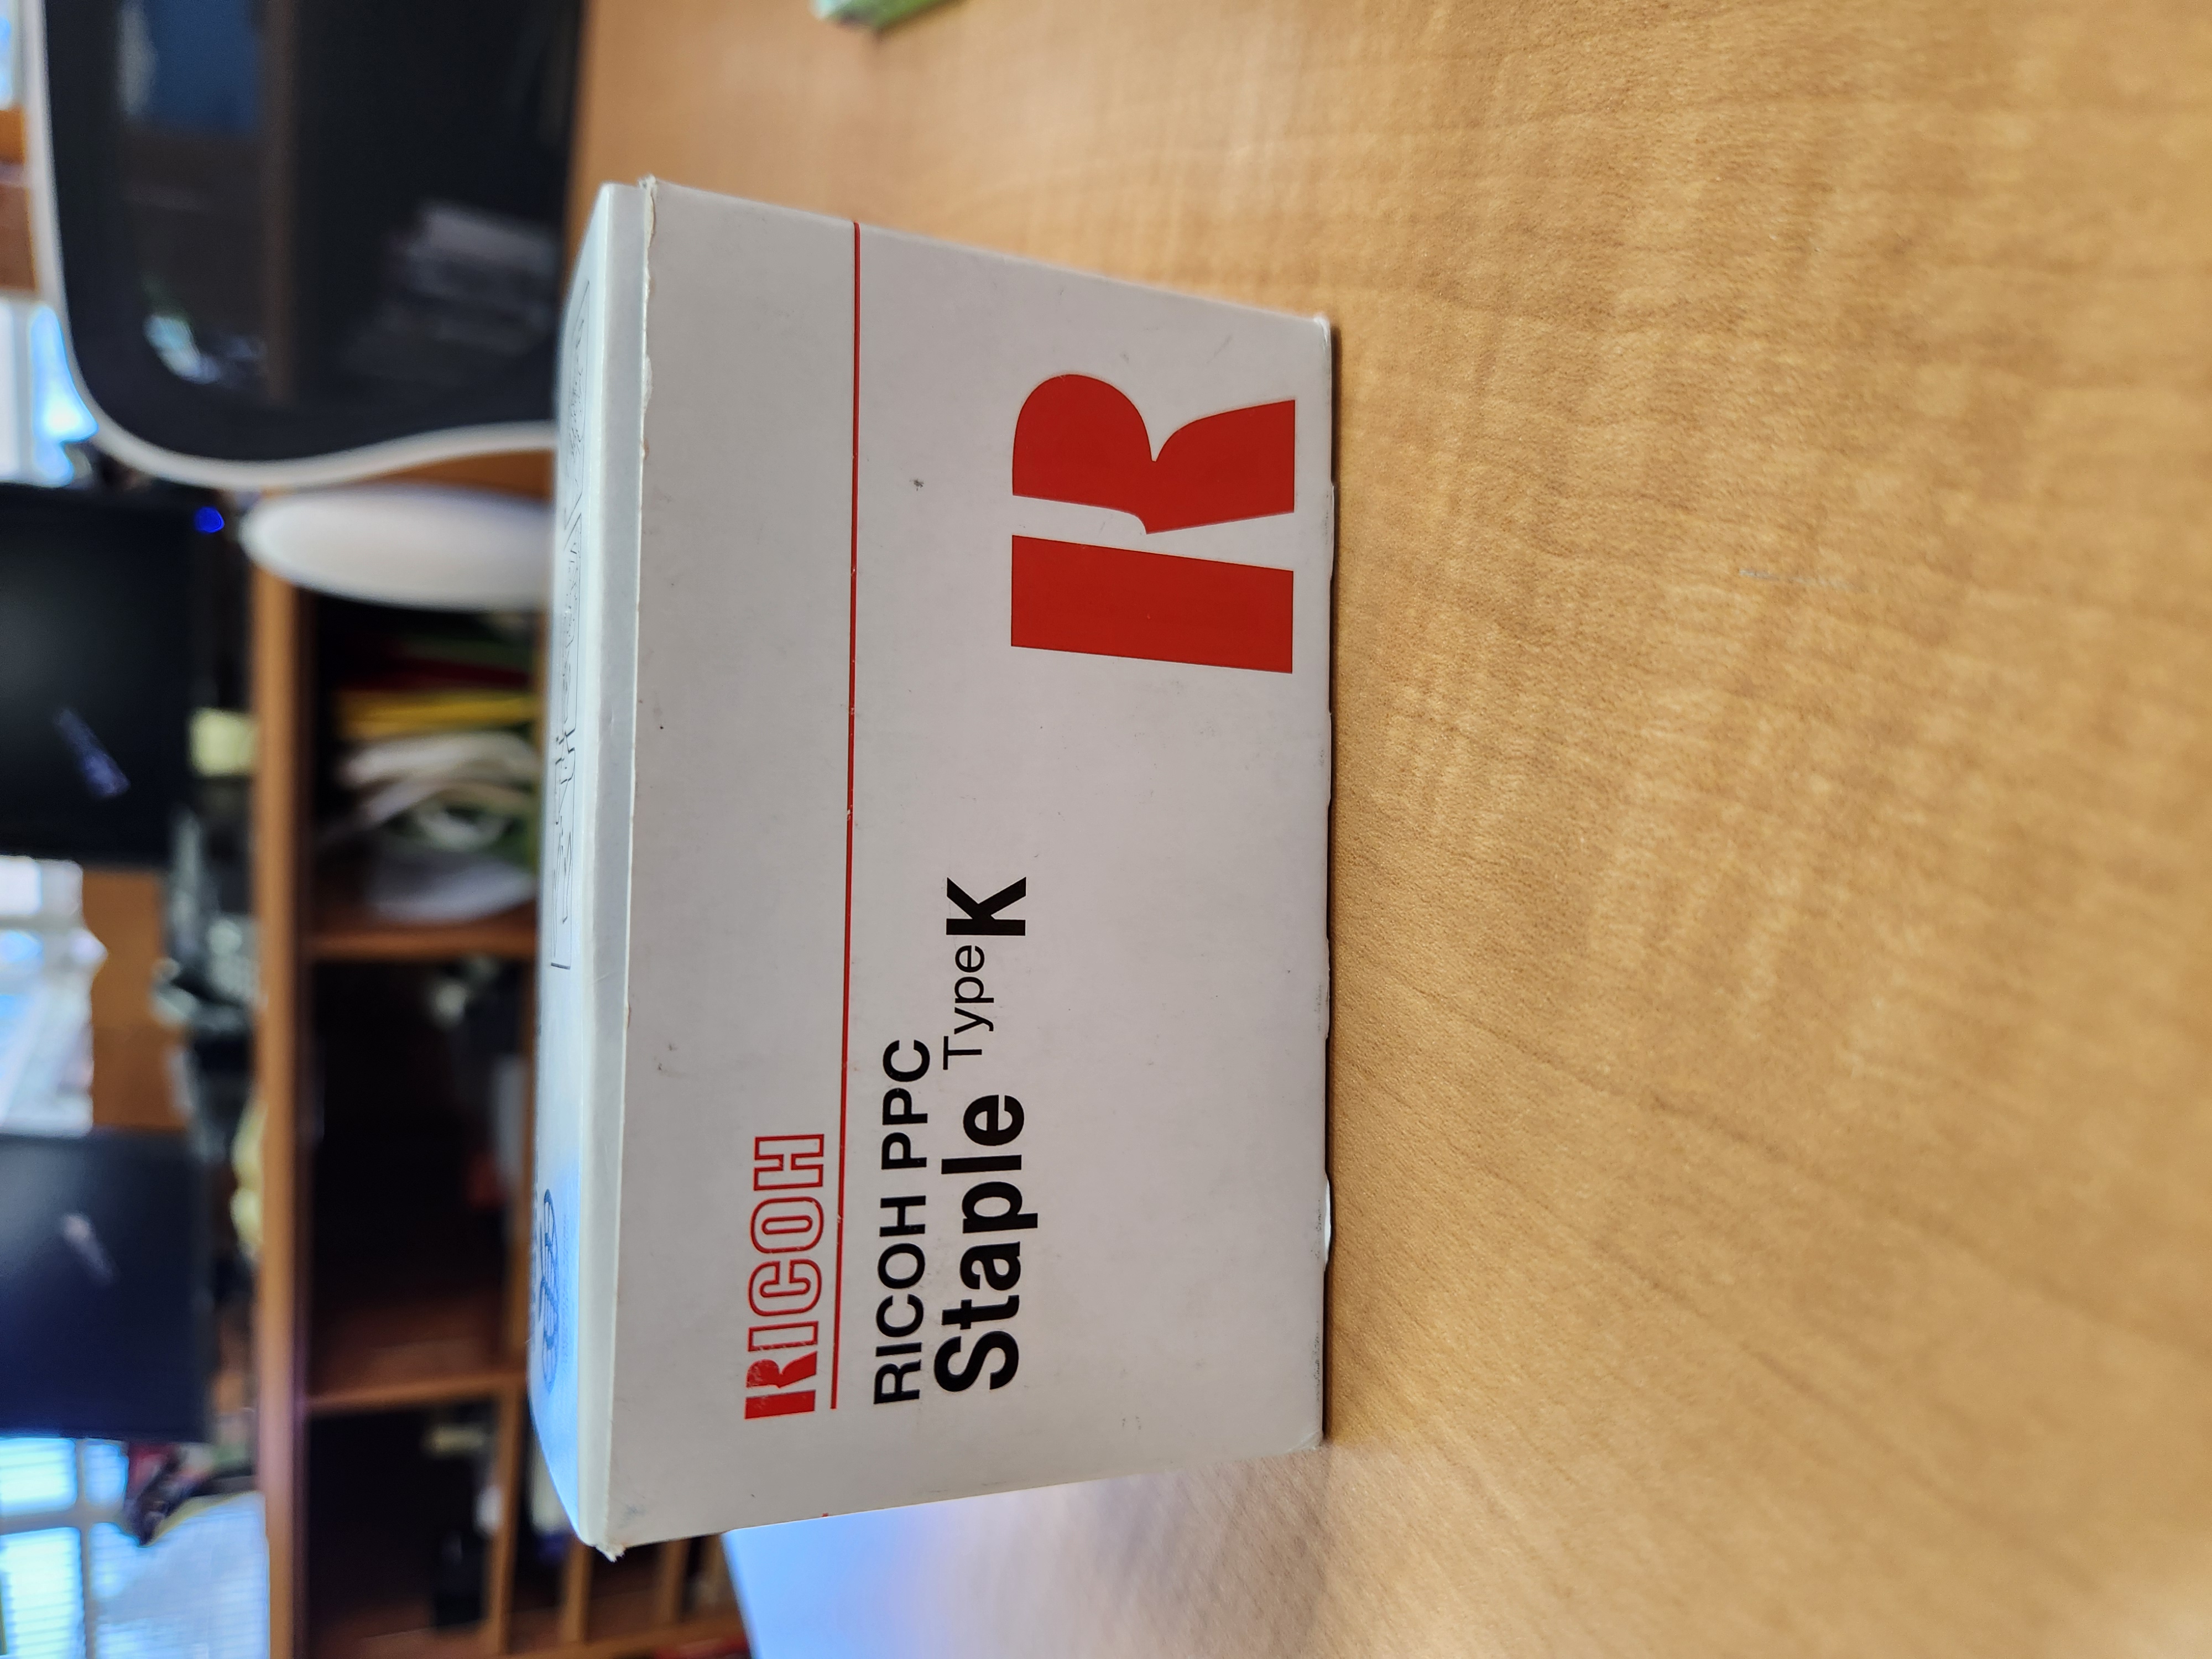 RICOH
RICOH PPC
Staple Type K
R